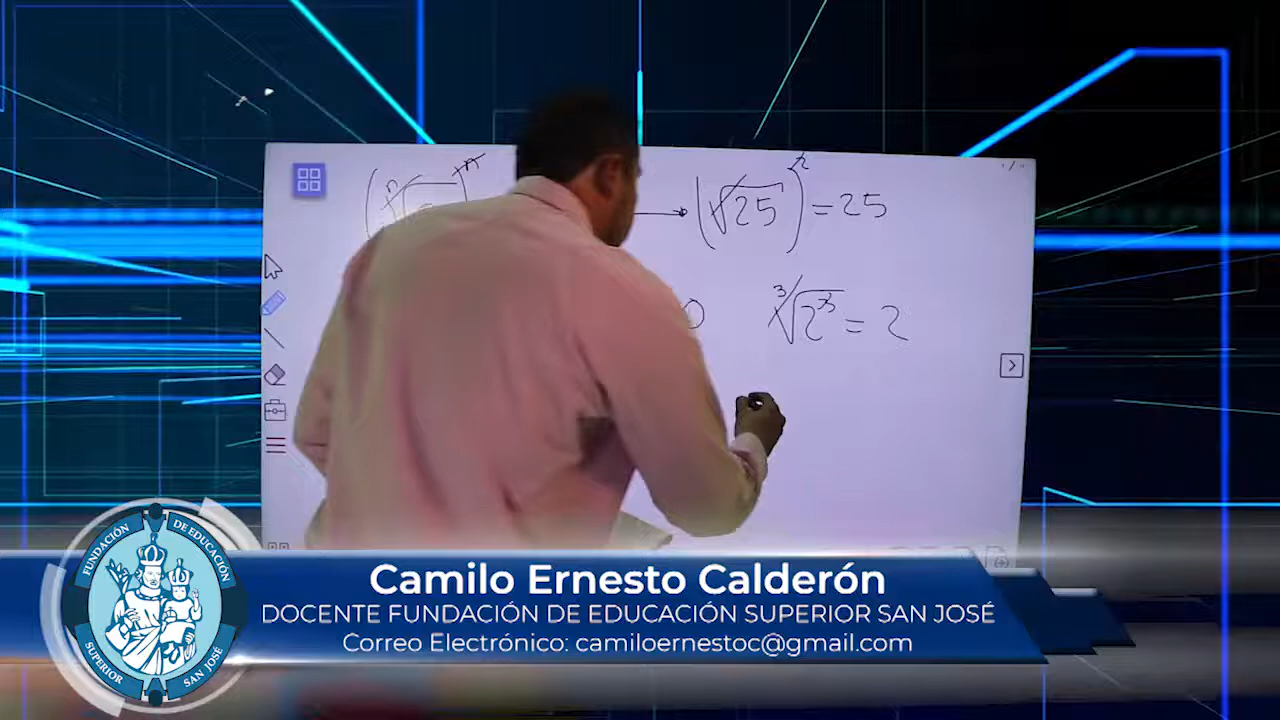 (√25)² = 25
³√2³ = 2
Camilo Ernesto Calderón
DOCENTE FUNDACIÓN DE EDUCACIÓN SUPERIOR SAN JOSÉ
Correo Electrónico: camiloernestoc@gmail.com
FUNDACIÓN DE EDUCACIÓN
SUPERIOR SAN JOSÉ